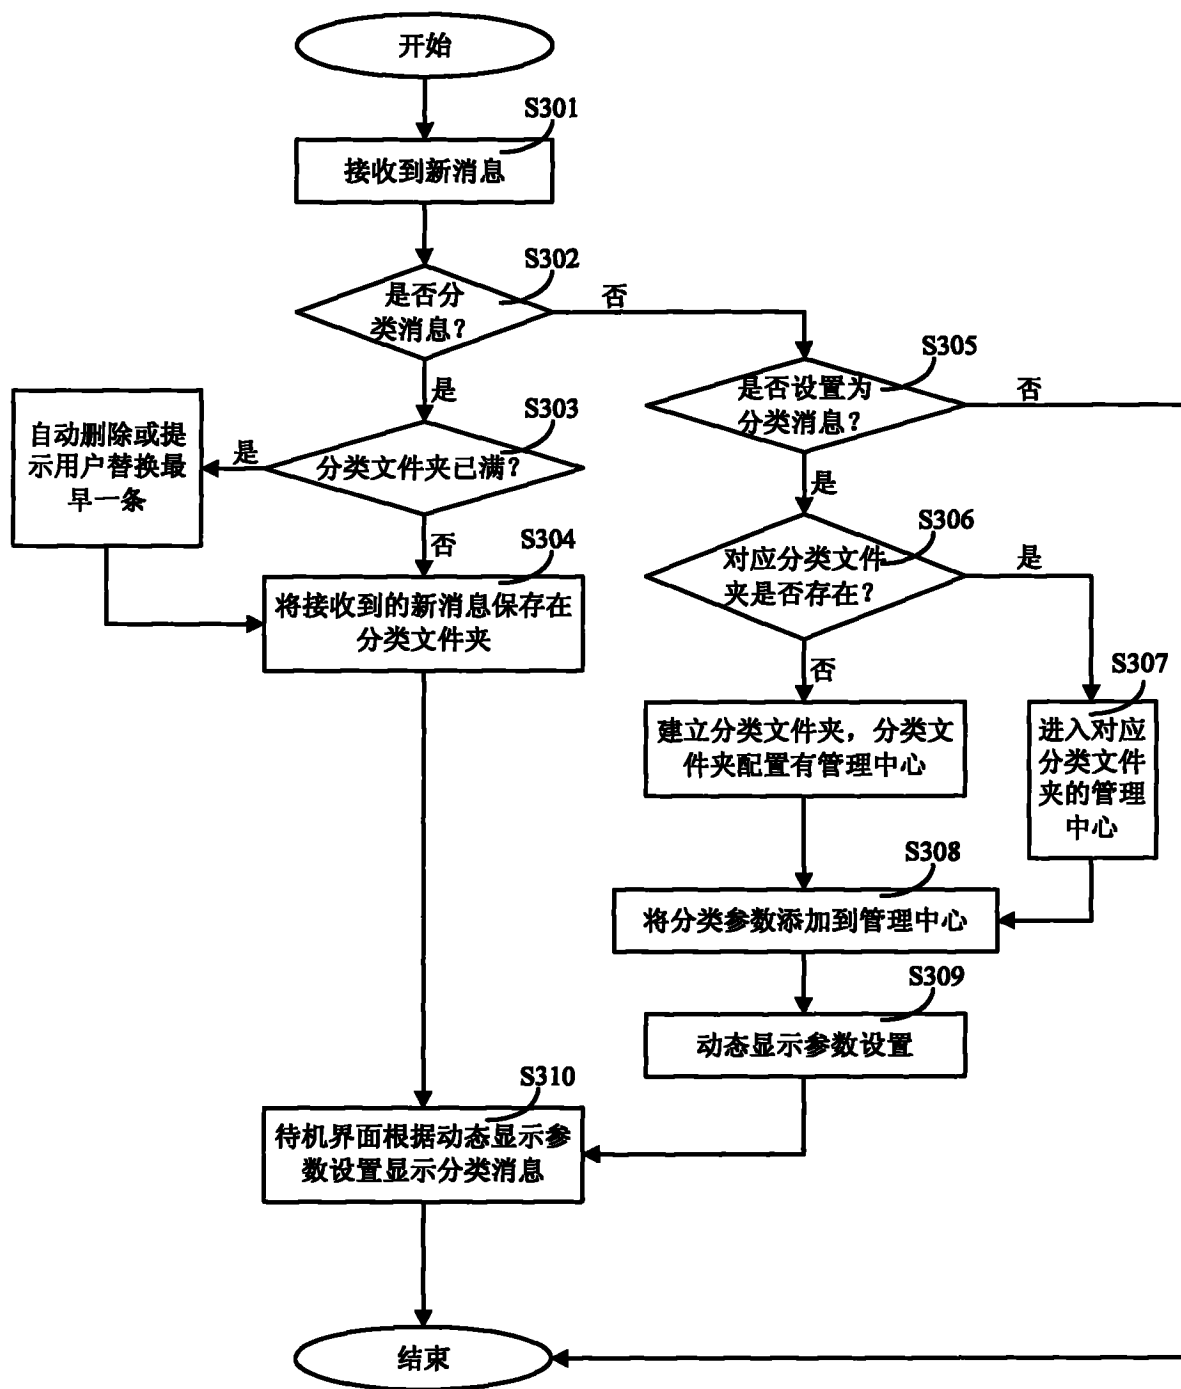 开始
S301
接收到新消息
S302
是否分
类消息？
否
S305
是否设置为
分类消息？
否
是
S303
分类文件夹已满？
是
自动删除或提
示用户替换最
早一条
否
S304
将接收到的新消息保存在
分类文件夹
是
S306
对应分类文件
夹是否存在？
是
否
S307
进入对应
分类文件
夹的管理
中心
建立分类文件夹，分类文
件夹配置有管理中心
S308
将分类参数添加到管理中心
S309
动态显示参数设置
S310
待机界面根据动态显示参
数设置显示分类消息
结束